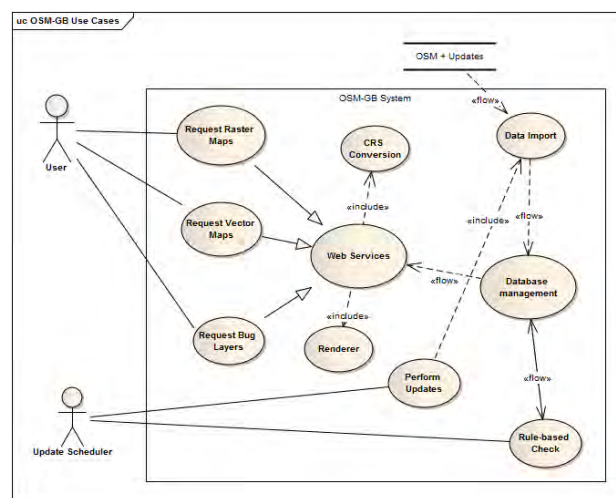 uc OSM-GB Use Cases
OSM + Updates
OSM-GB System
«flow»
Request Raster
Maps
CRS
Conversion
Data Import
User
«include»
«include»
«flow»
Request Vector
Maps
Web Services
Database
management
«flow»
«include»
Request Bug
Layers
Renderer
Perform
Updates
«flow»
Update Scheduler
Rule-based
Check